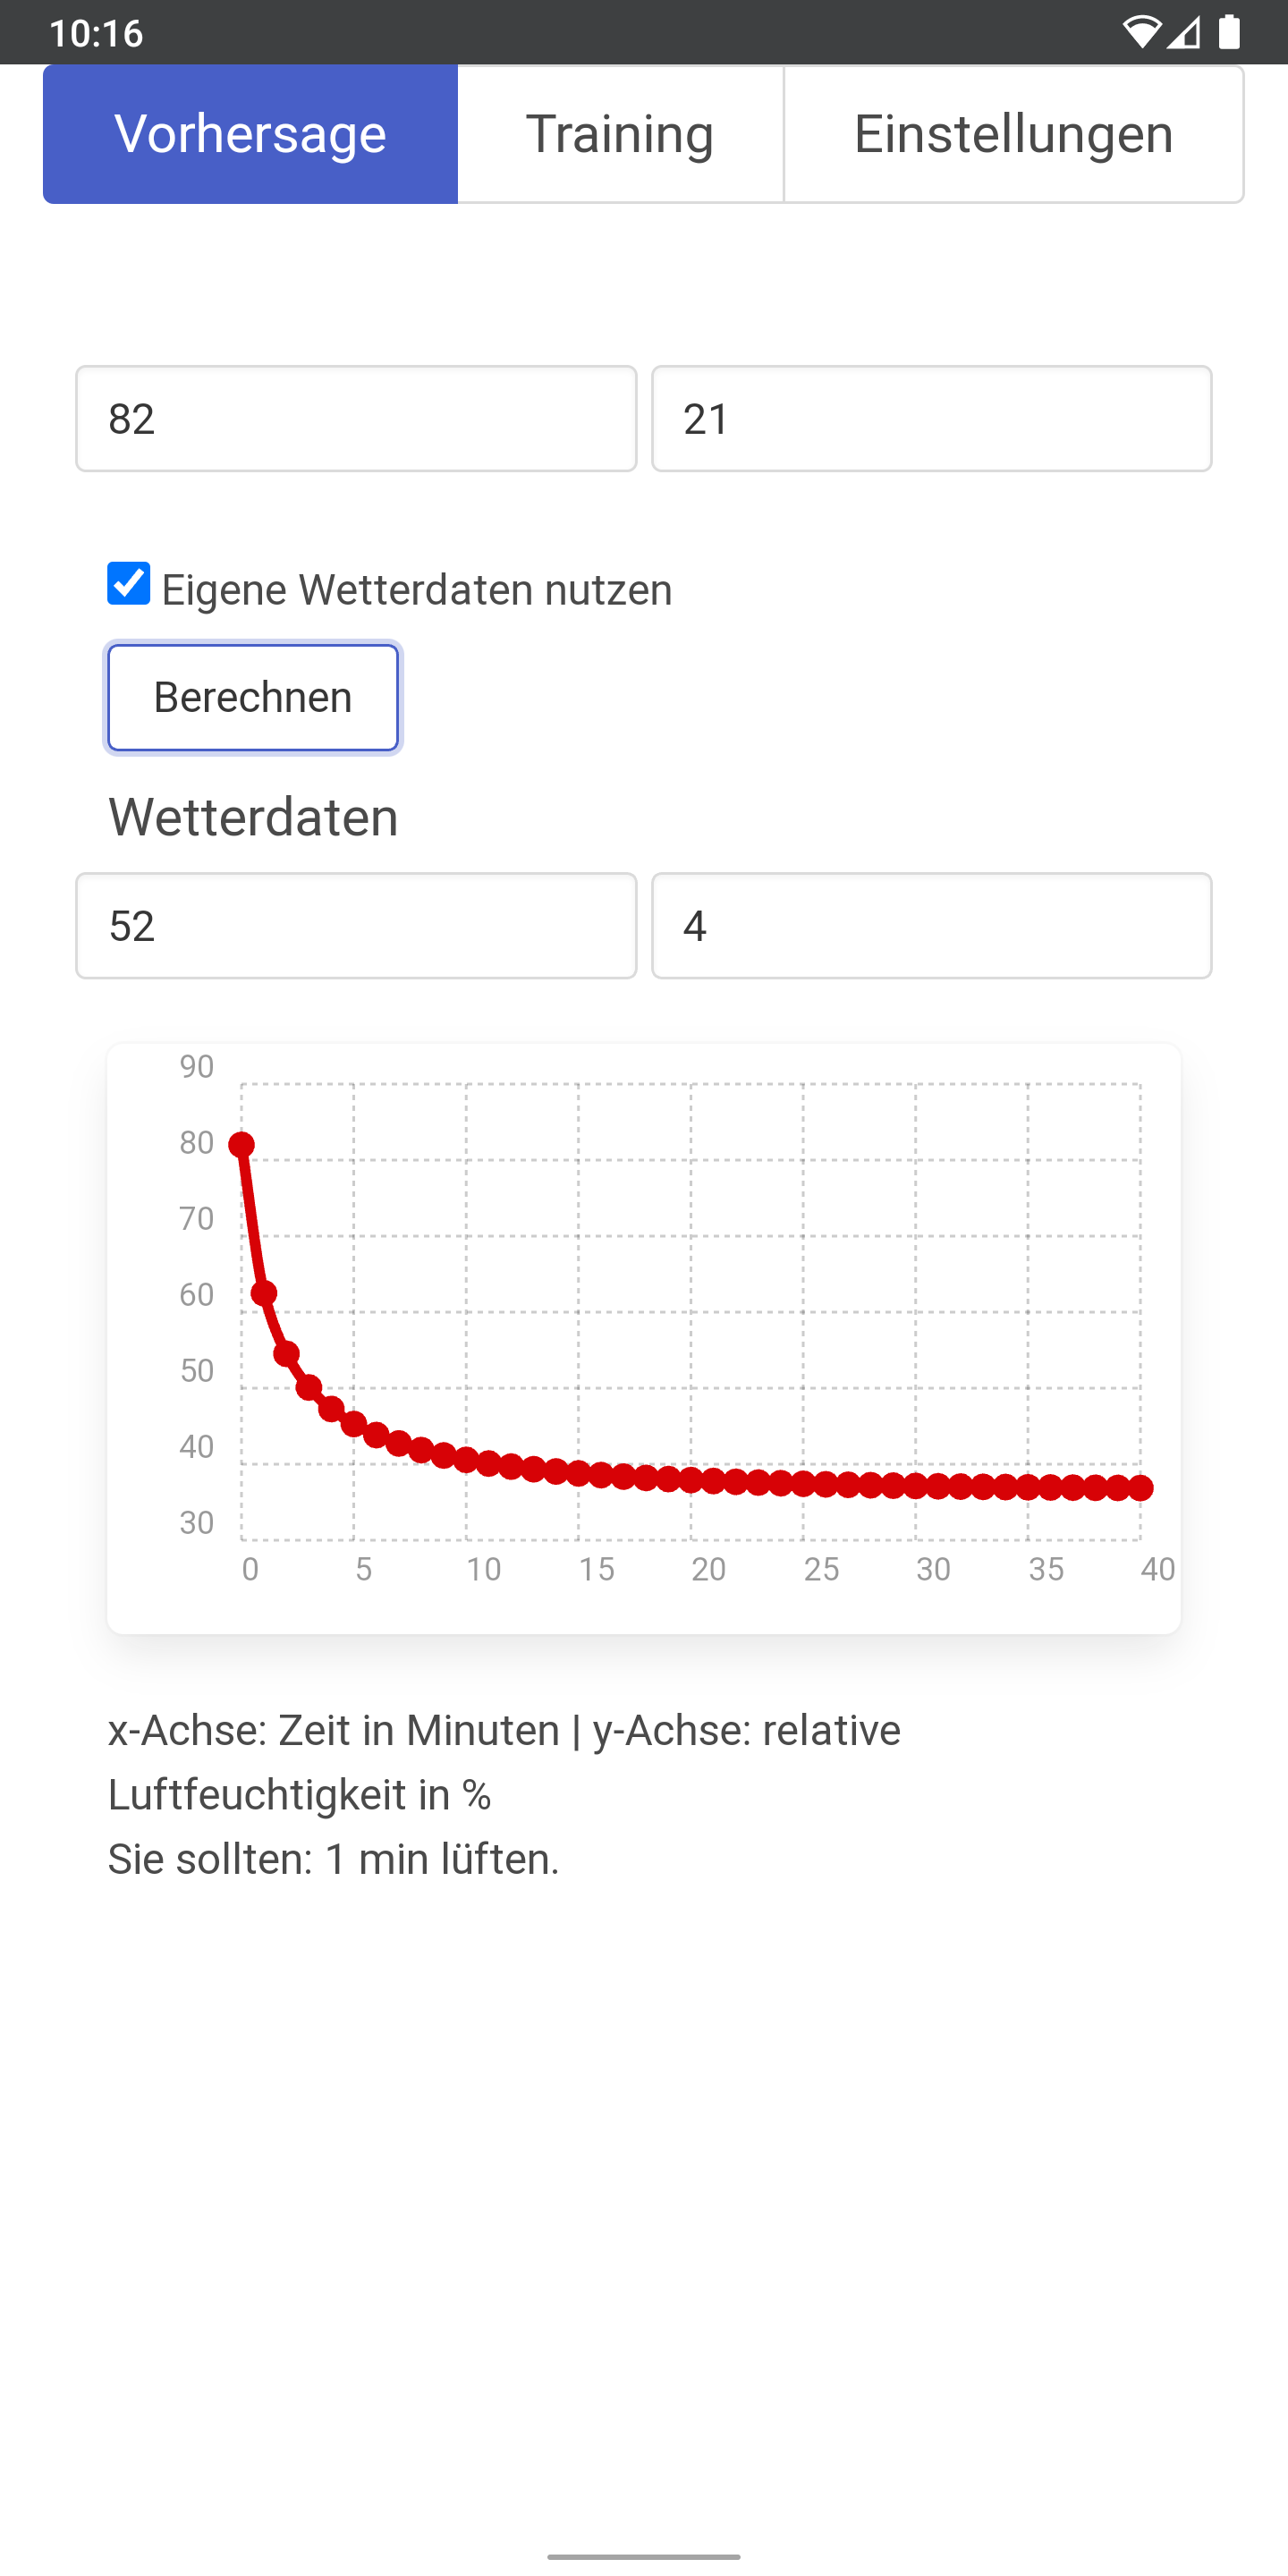 10:16
Vorhersage Training Einstellungen
82 21
Eigene Wetterdaten nutzen
Berechnen
Wetterdaten
52 4
90
80
70
60
50
40
30
0 5 10 15 20 25 30 35 40
x-Achse: Zeit in Minuten | y-Achse: relative
Luftfeuchtigkeit in %
Sie sollten: 1 min lüften.